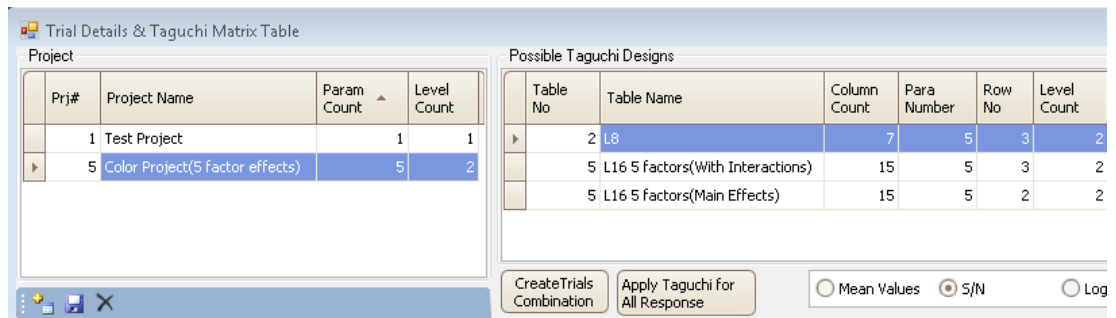 Trial Details & Taguchi Matrix Table
Project
Prj# Project Name Param Count Level Count
1 Test Project 1 1
5 Color Project(5 factor effects) 5 2
Possible Taguchi Designs
Table No Table Name Column Count Para Number Row No Level Count
2 L8 7 5 3 2
5 L16 5 factors(With Interactions) 15 5 3 2
5 L16 5 factors(Main Effects) 15 5 2 2
CreateTrials Combination
Apply Taguchi for All Response
Mean Values S/N Log